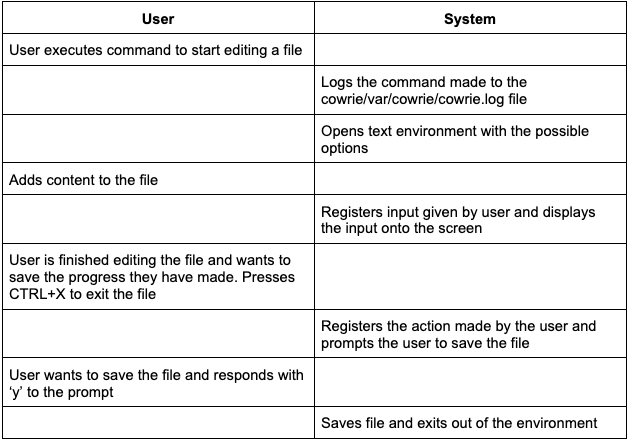 User System
User executes command to start editing a file
Logs the command made to the
cowrie/var/cowrie/cowrie.log file
Opens text environment with the possible
options
Adds content to the file
Registers input given by user and displays
the input onto the screen
User is finished editing the file and wants to
save the progress they have made. Presses
CTRL+X to exit the file
Registers the action made by the user and
prompts the user to save the file
User wants to save the file and responds with
‘y’ to the prompt
Saves file and exits out of the environment